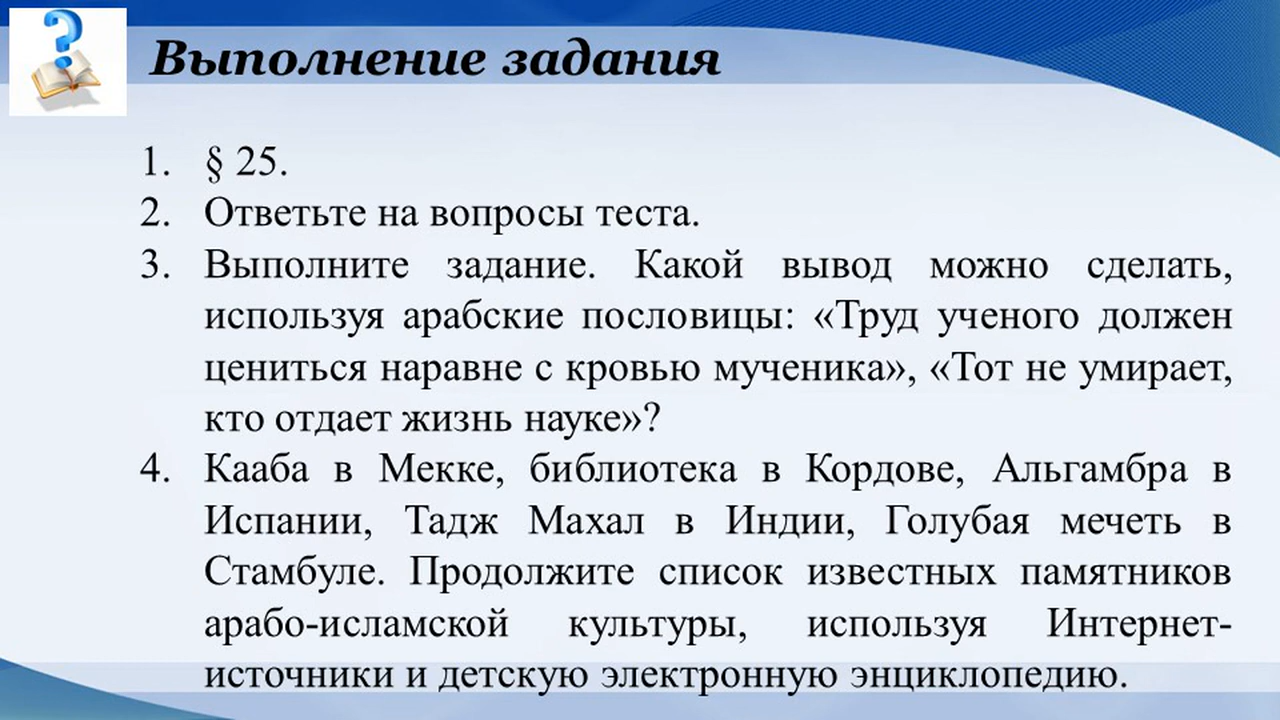 Выполнение задания
1. § 25.
2. Ответьте на вопросы теста.
3. Выполните задание. Какой вывод можно сделать,
используя арабские пословицы: «Труд ученого должен
цениться наравне с кровью мученика», «Тот не умирает,
кто отдает жизнь науке»?
4. Кааба в Мекке, библиотека в Кордове, Альгамбра в
Испании, Тадж Махал в Индии, Голубая мечеть в
Стамбуле. Продолжите список известных памятников
арабо-исламской культуры, используя Интернет-
источники и детскую электронную энциклопедию.